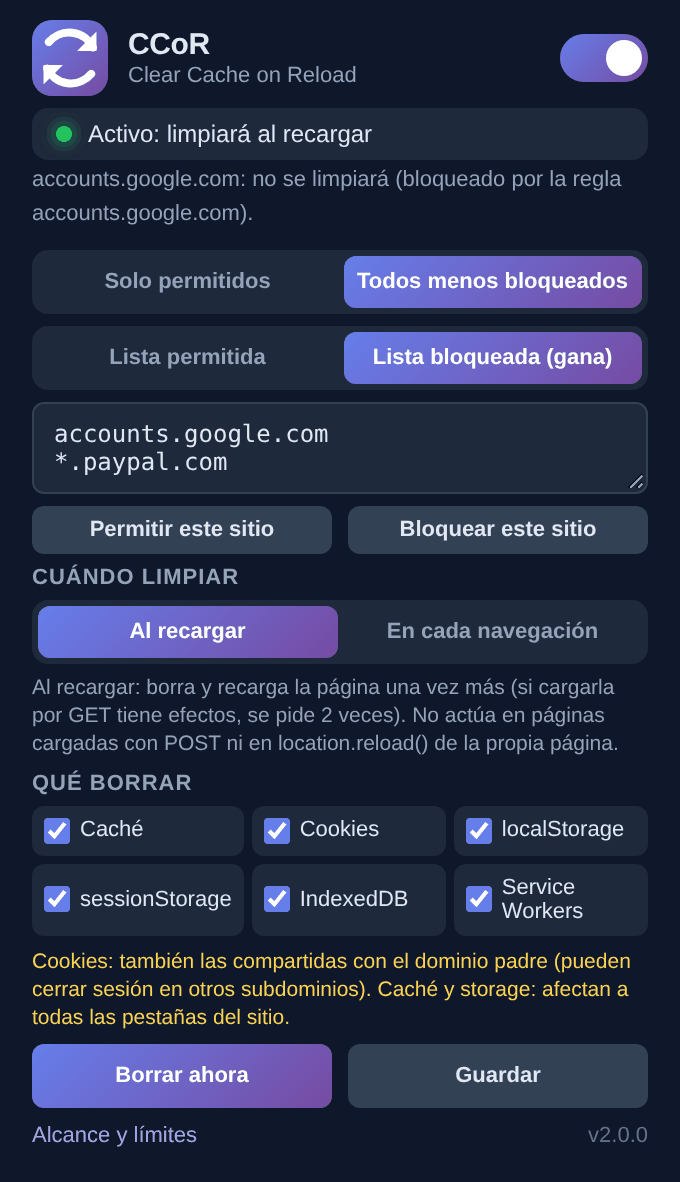 CCoR
Clear Cache on Reload
Activo: limpiará al recargar
accounts.google.com: no se limpiará (bloqueado por la regla
accounts.google.com).
Solo permitidos
Todos menos bloqueados
Lista permitida
Lista bloqueada (gana)
accounts.google.com
*.paypal.com
Permitir este sitio
Bloquear este sitio
CUÁNDO LIMPIAR
Al recargar
En cada navegación
Al recargar: borra y recarga la página una vez más (si cargarla
por GET tiene efectos, se pide 2 veces). No actúa en páginas
cargadas con POST ni en location.reload() de la propia página.
QUÉ BORRAR
Caché
Cookies
localStorage
sessionStorage
IndexedDB
Service
Workers
Cookies: también las compartidas con el dominio padre (pueden
cerrar sesión en otros subdominios). Caché y storage: afectan a
todas las pestañas del sitio.
Borrar ahora
Guardar
Alcance y límites
v2.0.0